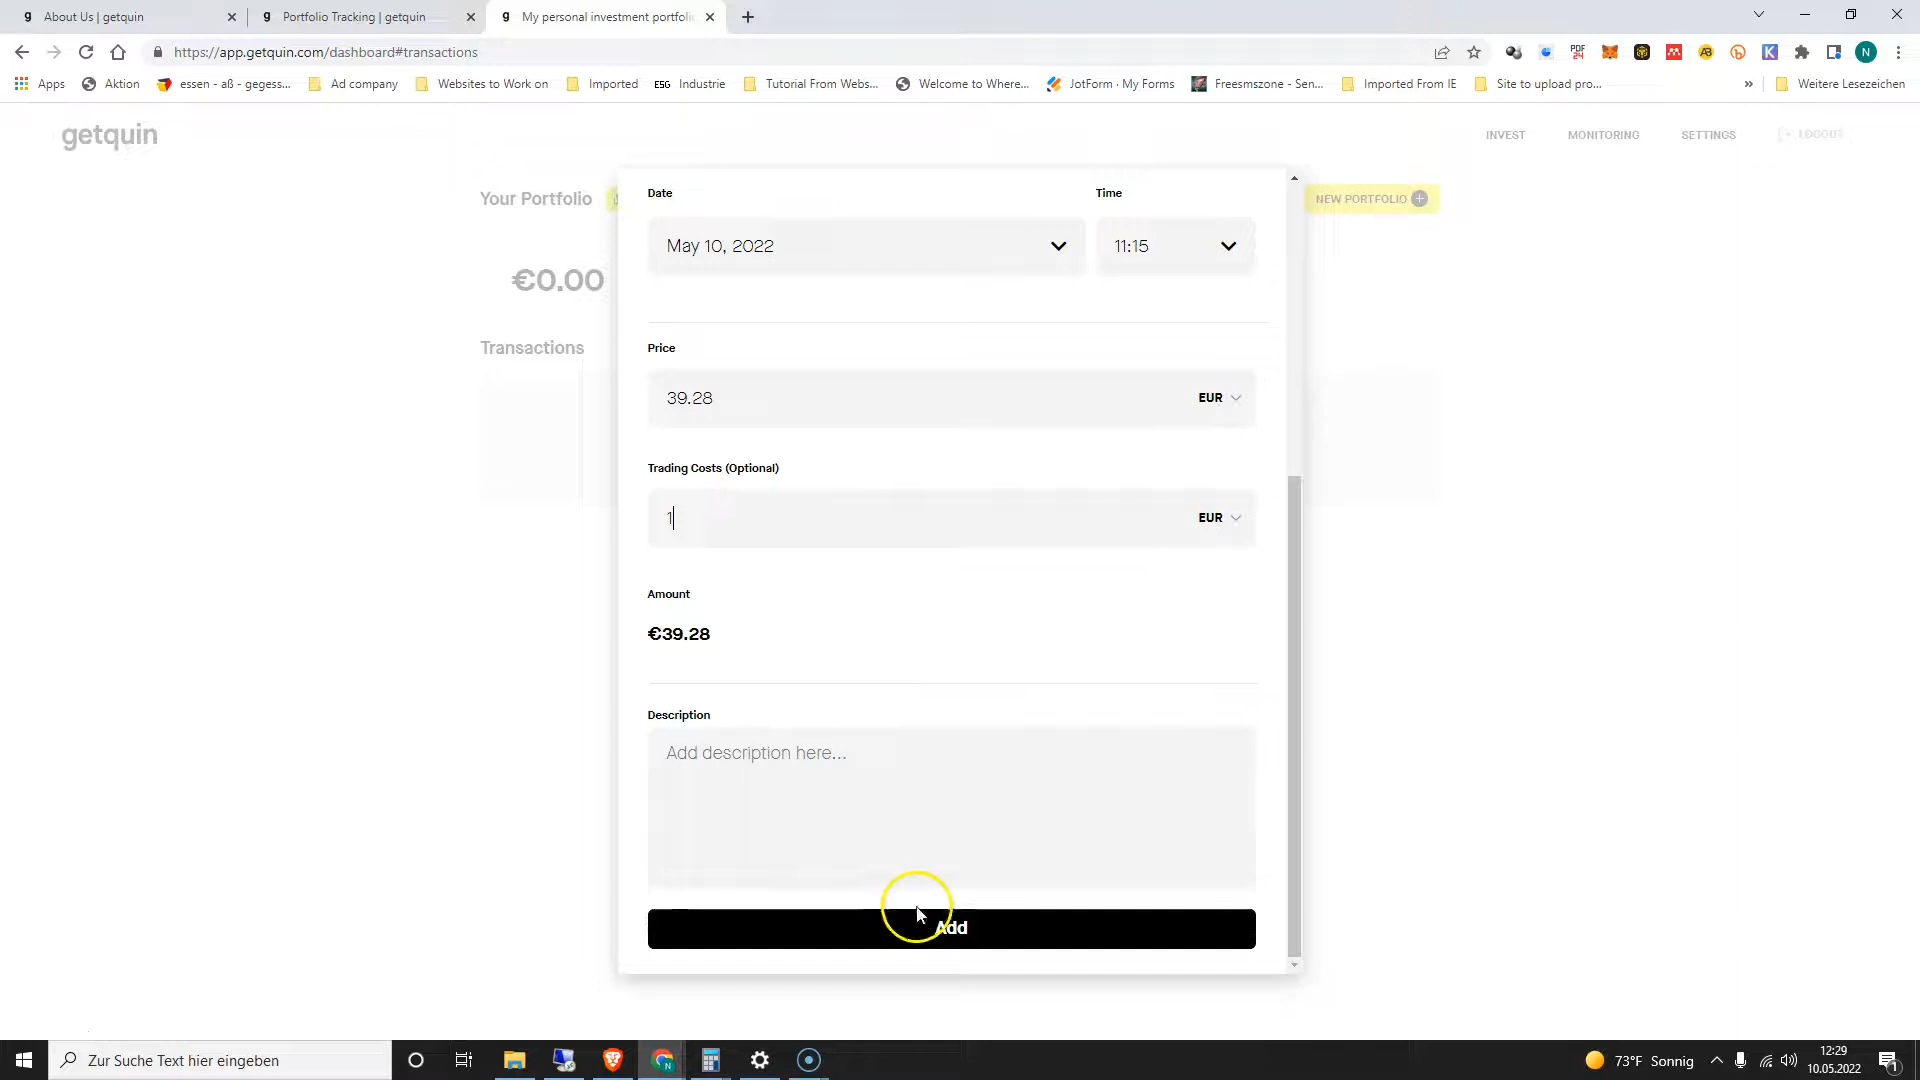 About Us | getquin
Portfolio Tracking | getquin
My personal investment portfolio
https://app.getquin.com/dashboard#transactions
Apps
Aktion
essen - aß - gegess...
Ad company
Websites to Work on
Imported
ESG Industrie
Tutorial From Webs...
Welcome to Where...
JotForm · My Forms
Freesmszone - Sen...
Imported From IE
Site to upload pro...
» Weitere Lesezeichen
getquin
INVEST
MONITORING
SETTINGS
LOGOUT
Your Portfolio
NEW PORTFOLIO
€0.00
Transactions
Date
Time
May 10, 2022
11:15
Price
39.28
EUR
Trading Costs (Optional)
1
EUR
Amount
€39.28
Description
Add description here...
Add
Zur Suche Text hier eingeben
73°F Sonnig
12:29
10.05.2022